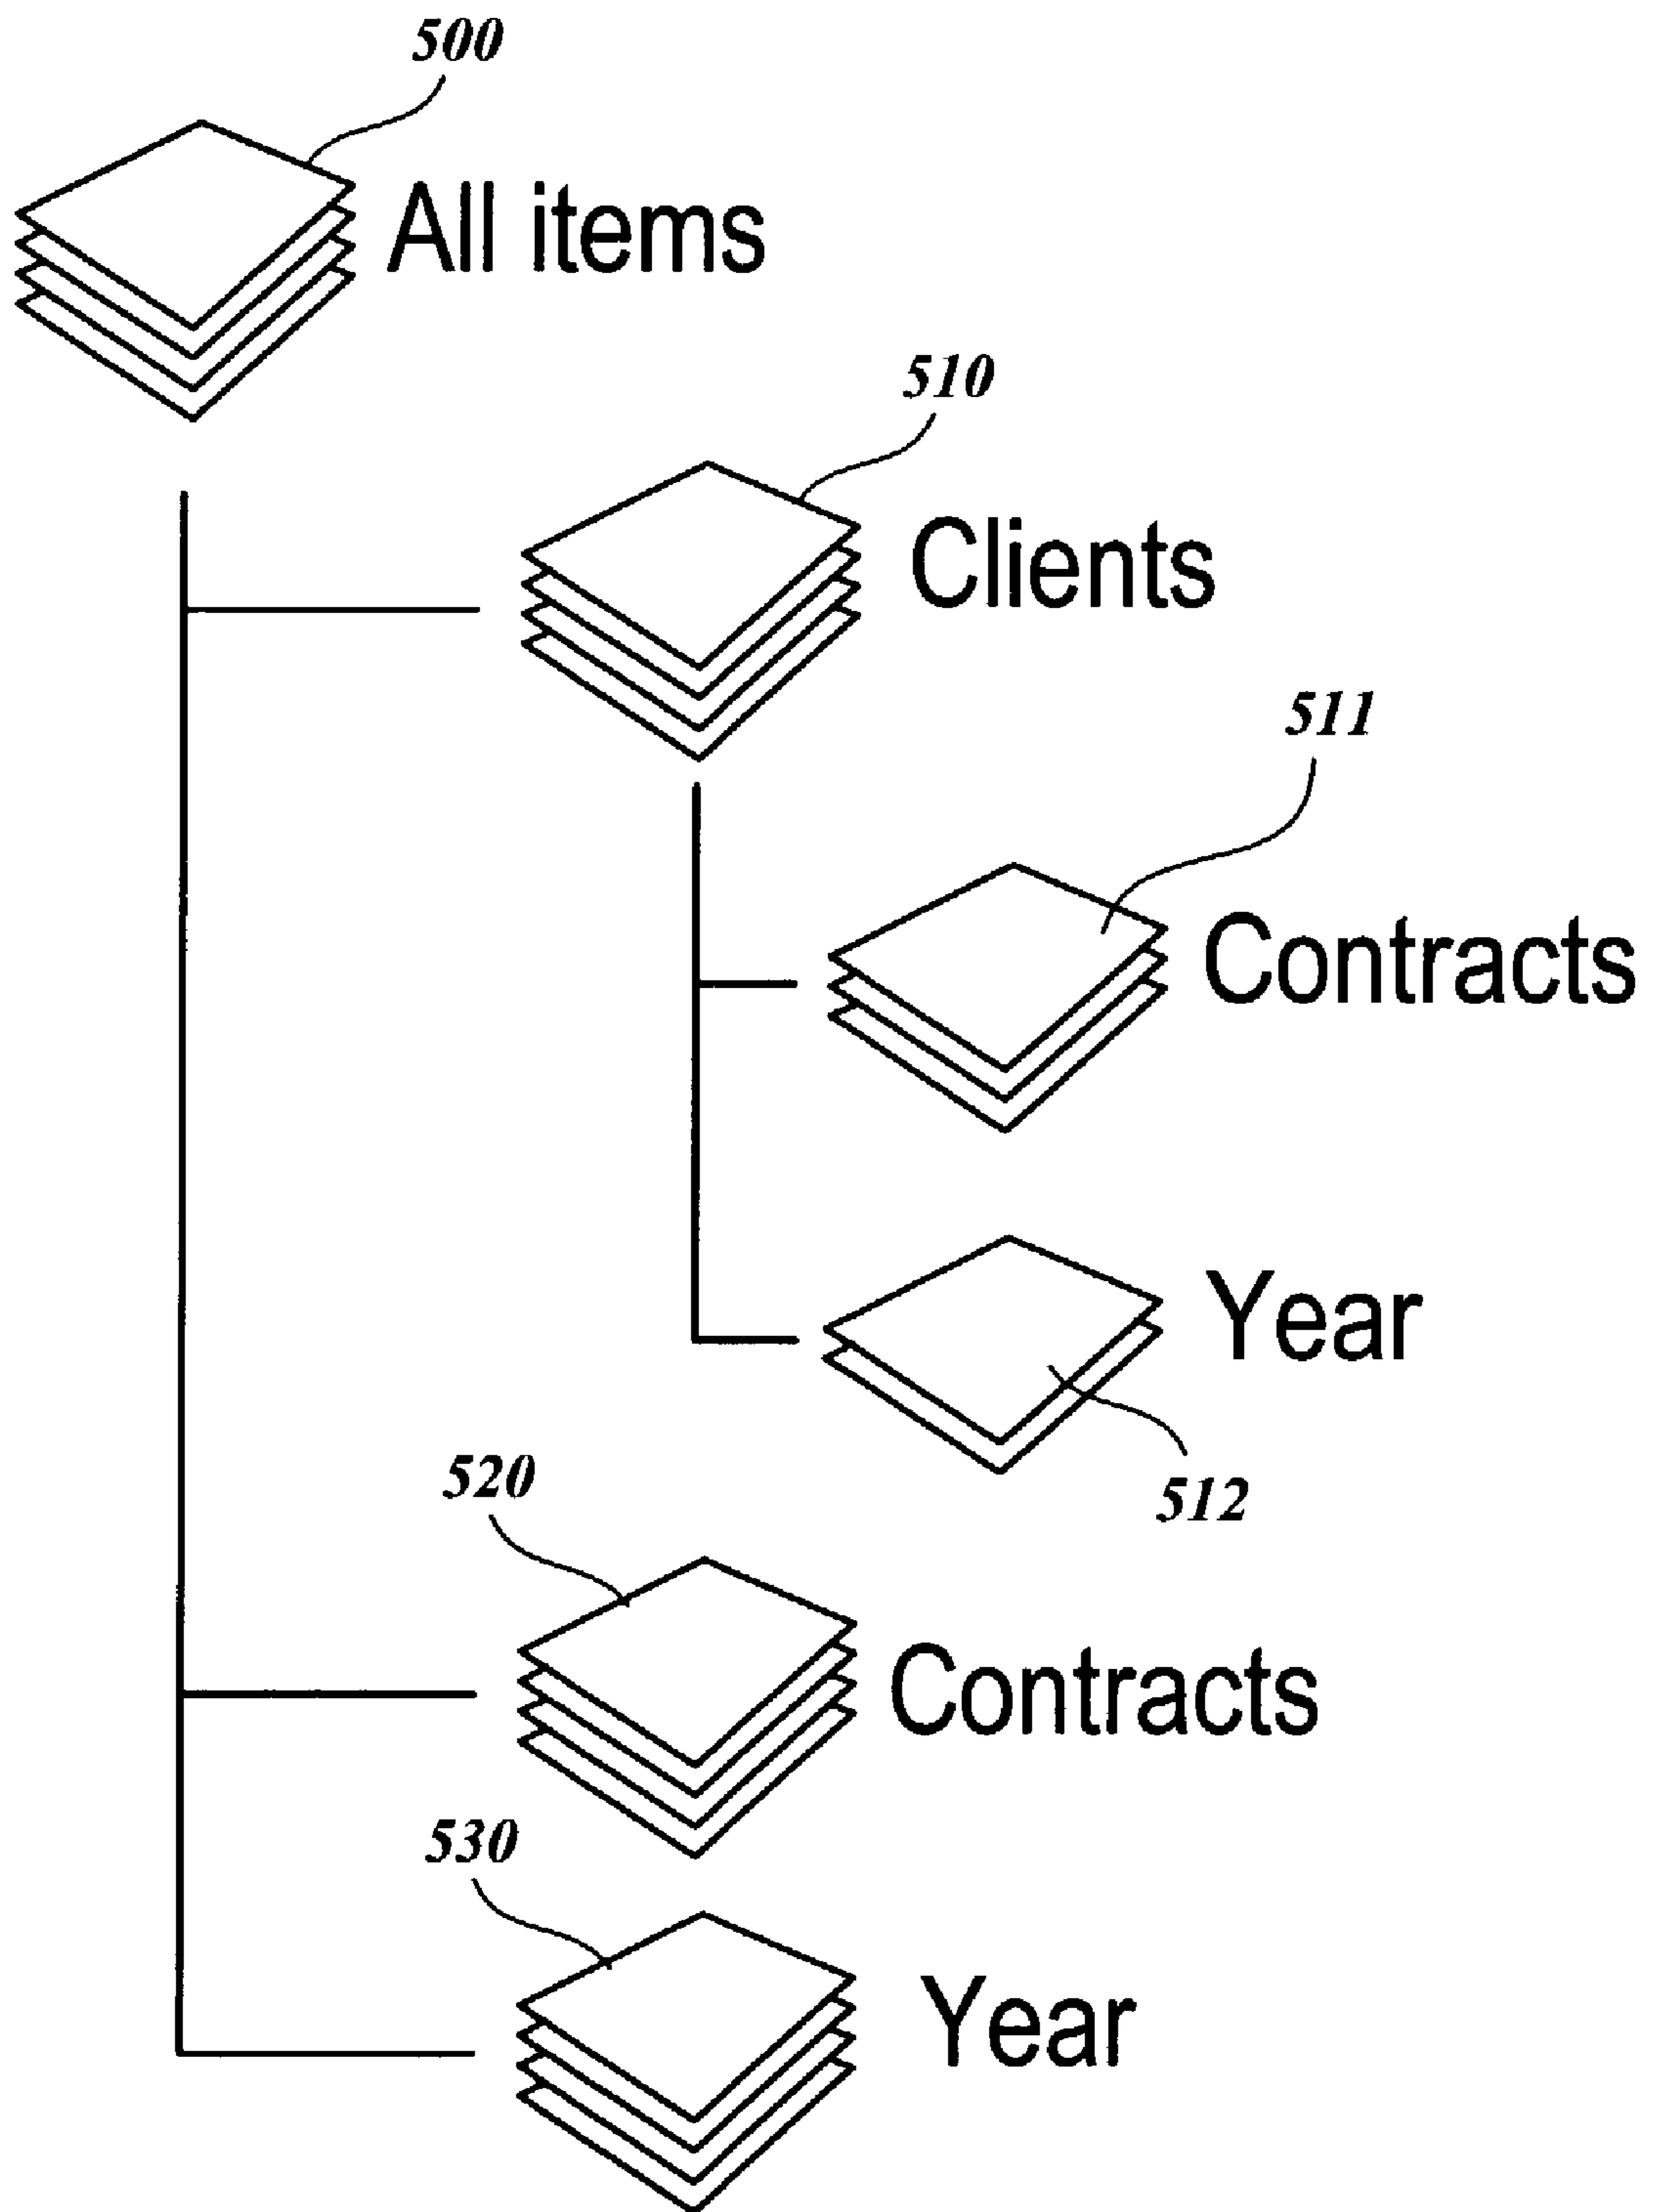 500
All items
510
Clients
511
Contracts
Year
512
520
Contracts
530
Year